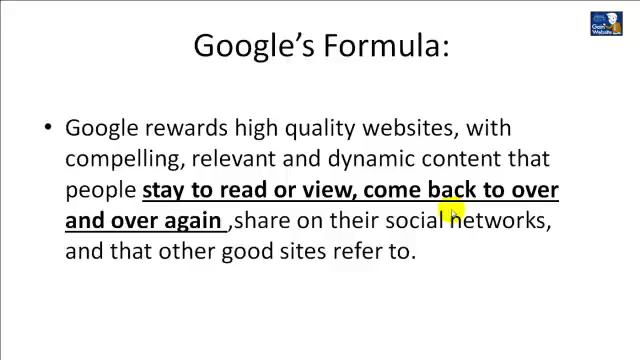 Google's Formula:
• Google rewards high quality websites, with
compelling, relevant and dynamic content that
people stay to read or view, come back to over
and over again ,share on their social networks,
and that other good sites refer to.
Gain
Website